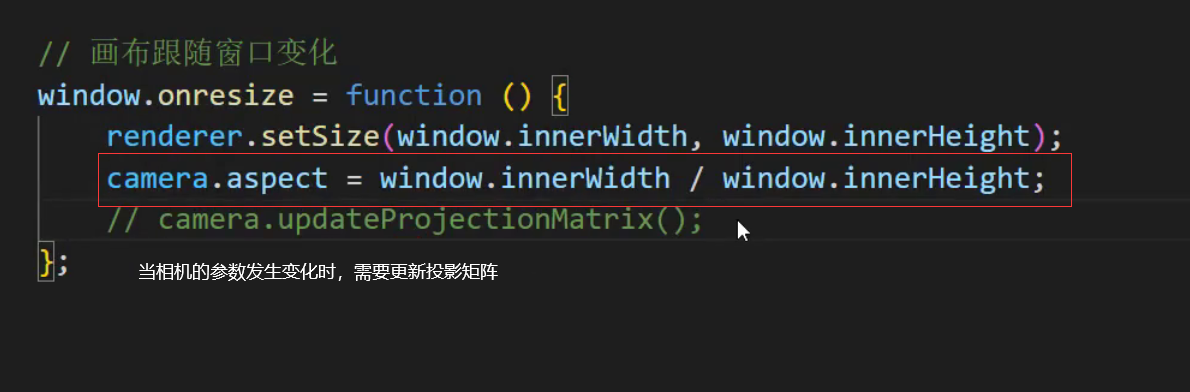 // 画布跟随窗口变化
window.onresize = function () {
renderer.setSize(window.innerWidth, window.innerHeight);
camera.aspect = window.innerWidth / window.innerHeight;
// camera.updateProjectionMatrix();
};
当相机的参数发生变化时，需要更新投影矩阵